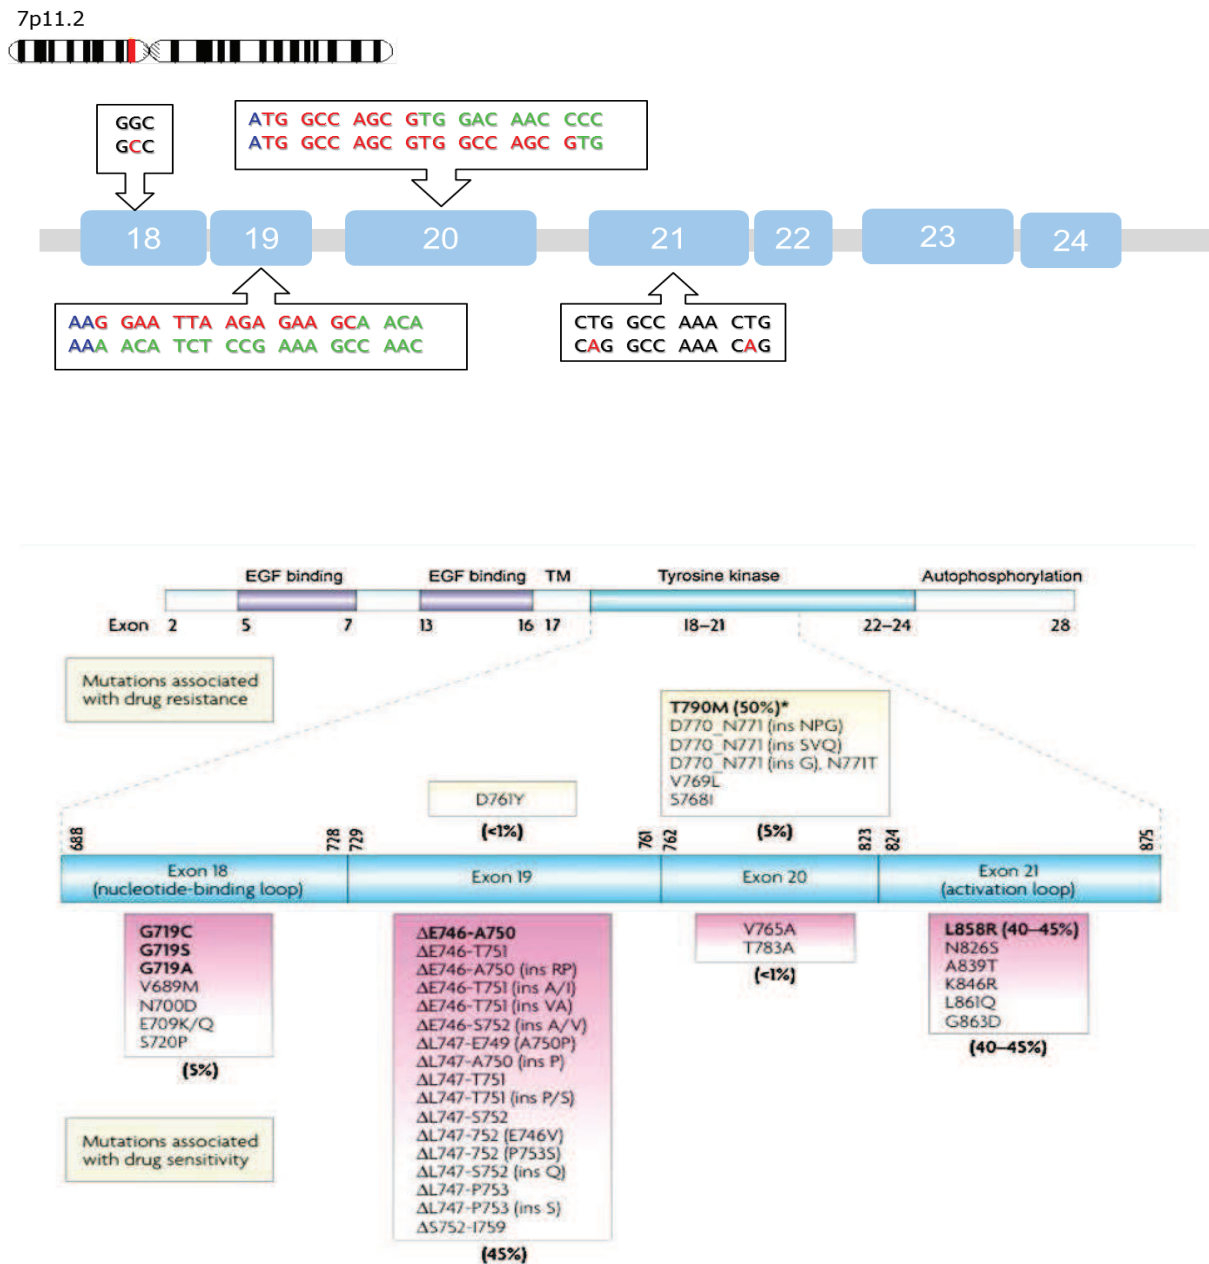 7p11.2
GGC
GCC
ATG GCC AGC GTG GAC AAC CCC
ATG GCC AGC GTG GCC AGC GTG
18
19
20
21
22
23
24
AAG GAA TTA AGA GAA GCA ACA
AAA ACA TCT CCG AAA GCC AAC
CTG GCC AAA CTG
CAG GCC AAA CAG
EGF binding
EGF binding
TM
Tyrosine kinase
Autophosphorylation
Exon 2 5 7 13 16 17 18–21 22–24 28
Mutations associated
with drug resistance
T790M (50%)*
D770_N771 (ins NPG)
D770_N771 (ins SVQ)
D770_N771 (ins G), N771T
V769L
S768I
(5%)
D761Y
(<1%)
688 728 729 761 762 823 824 875
Exon 18
(nucleotide-binding loop)
Exon 19
Exon 20
Exon 21
(activation loop)
G719C
G719S
G719A
V689M
N700D
E709K/Q
S720P
(5%)
ΔE746-A750
ΔE746-T751
ΔE746-A750 (ins RP)
ΔE746-T751 (ins A/I)
ΔE746-T751 (ins VA)
ΔE746-S752 (ins A/V)
ΔL747-E749 (A750P)
ΔL747-A750 (ins P)
ΔL747-T751
ΔL747-T751 (ins P/S)
ΔL747-S752
ΔL747-752 (E746V)
ΔL747-752 (P753S)
ΔL747-S752 (ins Q)
ΔL747-P753
ΔL747-P753 (ins S)
ΔS752-I759
(45%)
V765A
T783A
(<1%)
L858R (40–45%)
N826S
A839T
K846R
L861Q
G863D
(40–45%)
Mutations associated
with drug sensitivity